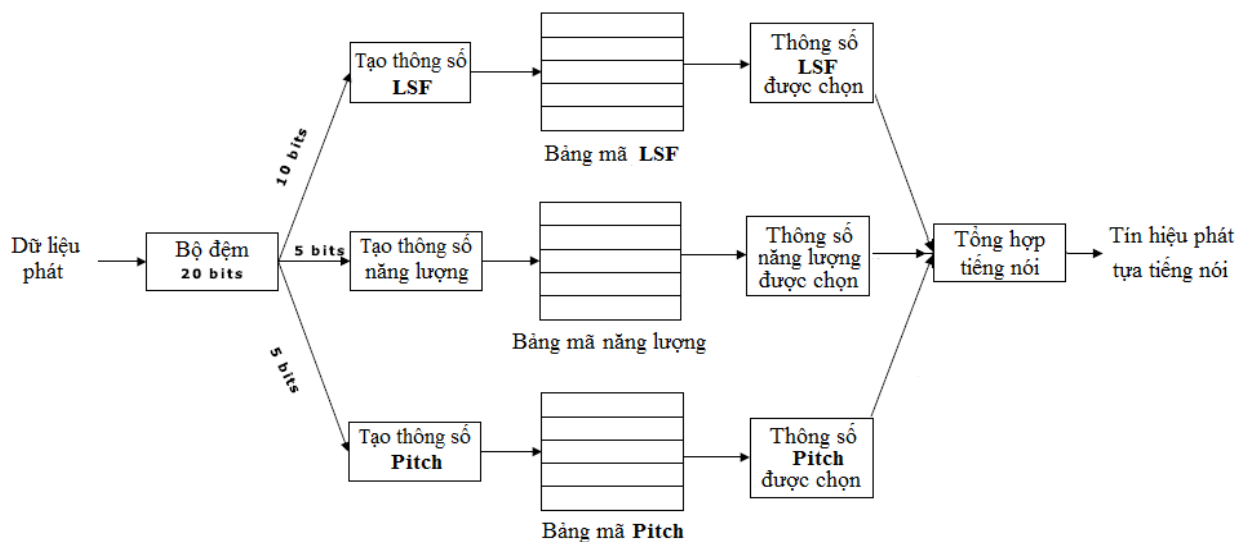 Tạo thông số
LSF
Thông số
LSF
được chọn
10 bits
Bảng mã LSF
Dữ liệu
phát
Bộ đệm
20 bits
5 bits
Tạo thông số
năng lượng
Thông số
năng lượng
được chọn
Tổng hợp
tiếng nói
Tín hiệu phát
tựa tiếng nói
Bảng mã năng lượng
5 bits
Tạo thông số
Pitch
Thông số
Pitch
được chọn
Bảng mã Pitch